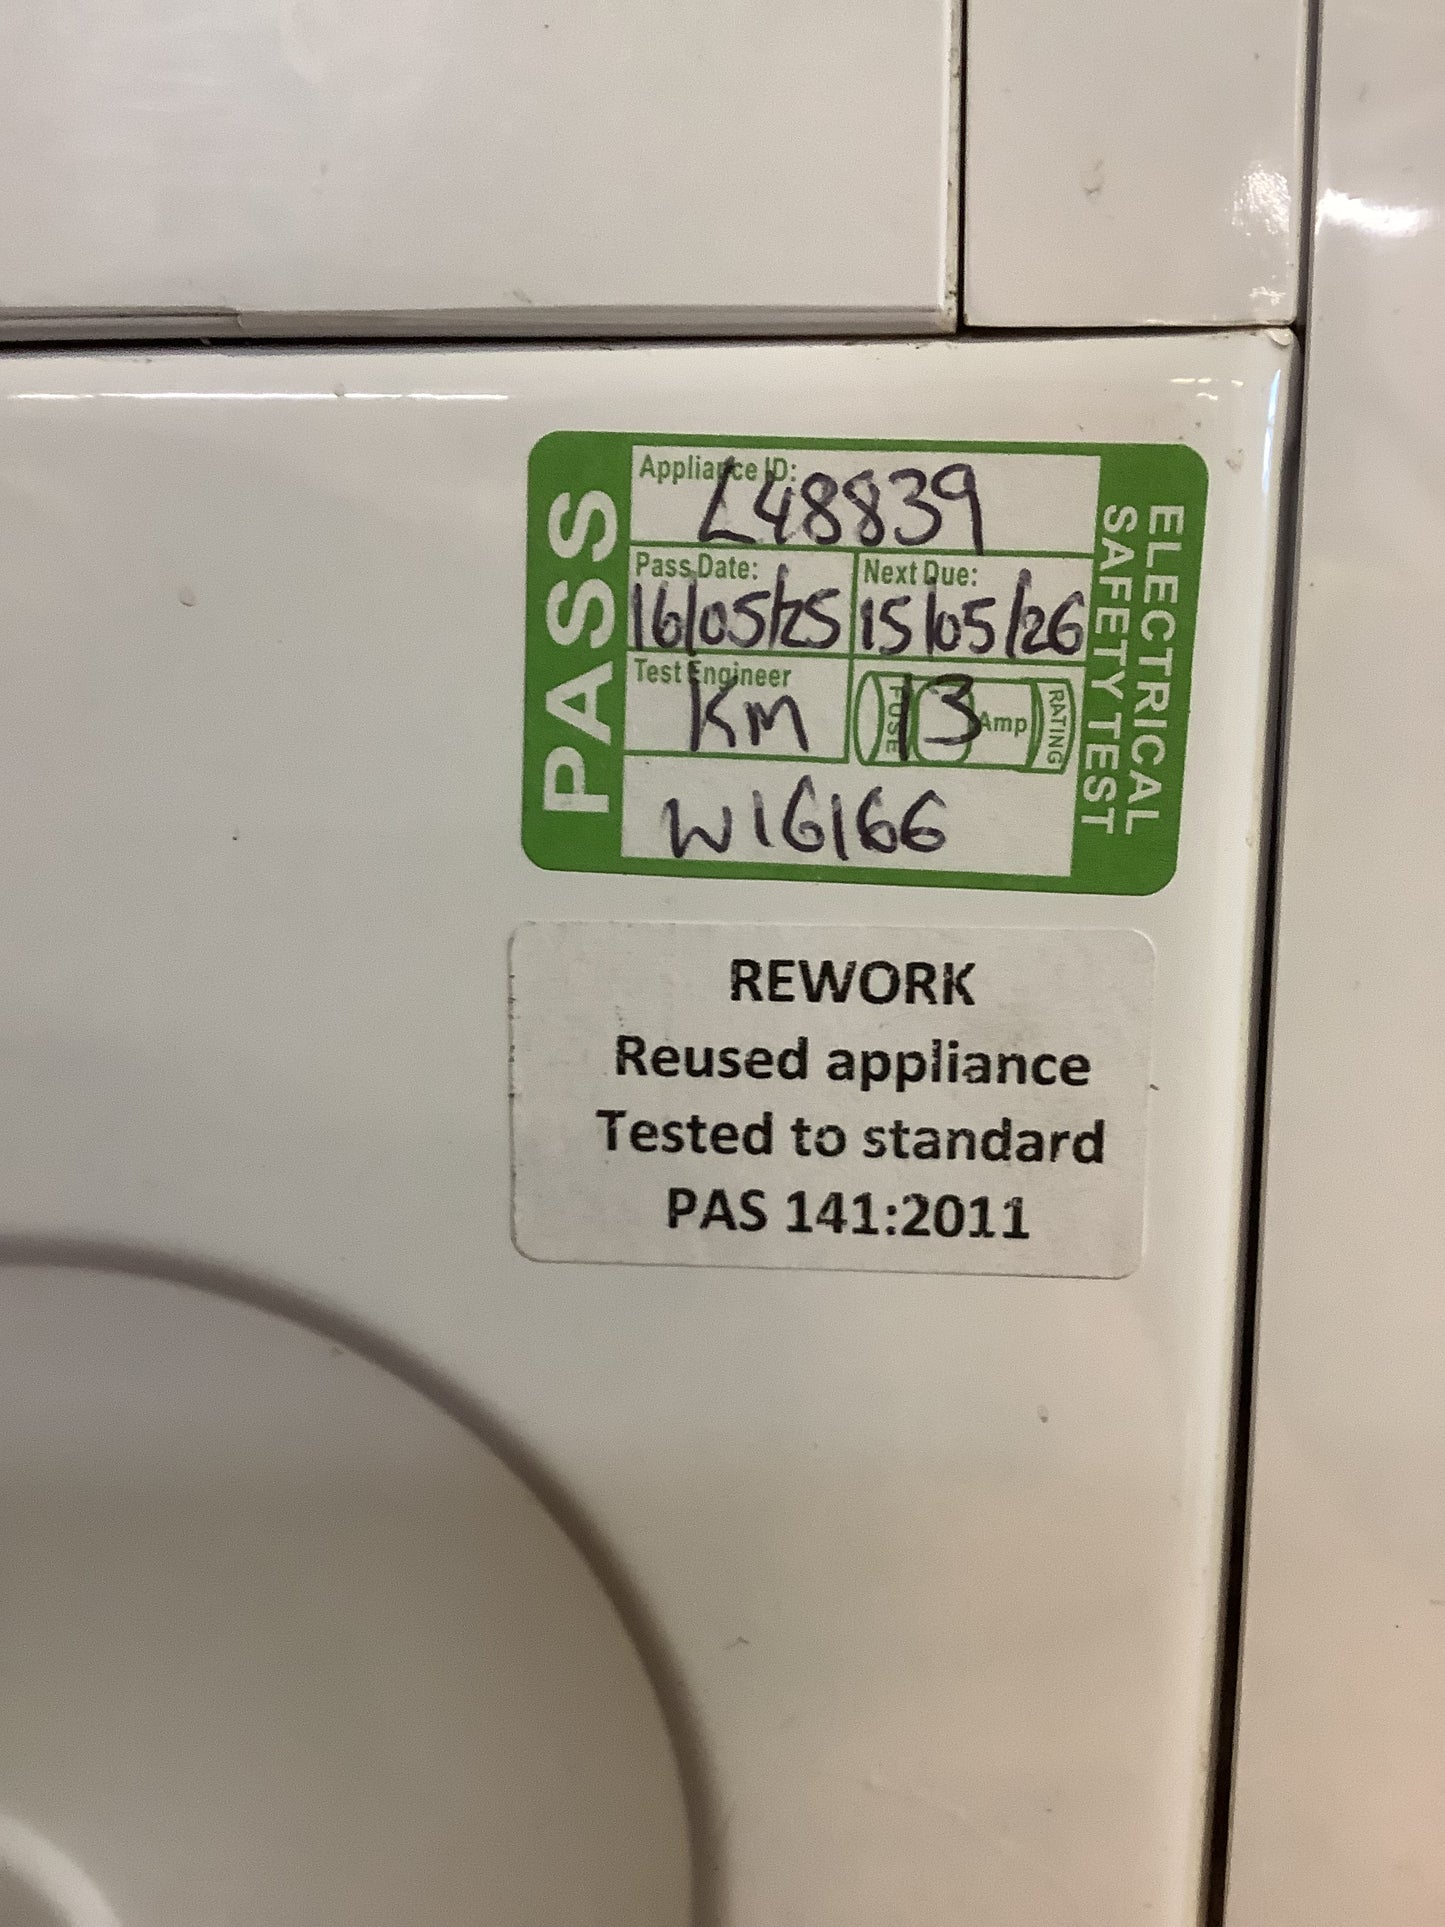 PASS
Appliance ID:
L48839
Pass Date:
16/05/25
Next Due:
15/05/26
Test Engineer
KM
FUSE
13
Amp
RATING
W16166
ELECTRICAL
SAFETY TEST
REWORK
Reused appliance
Tested to standard
PAS 141:2011